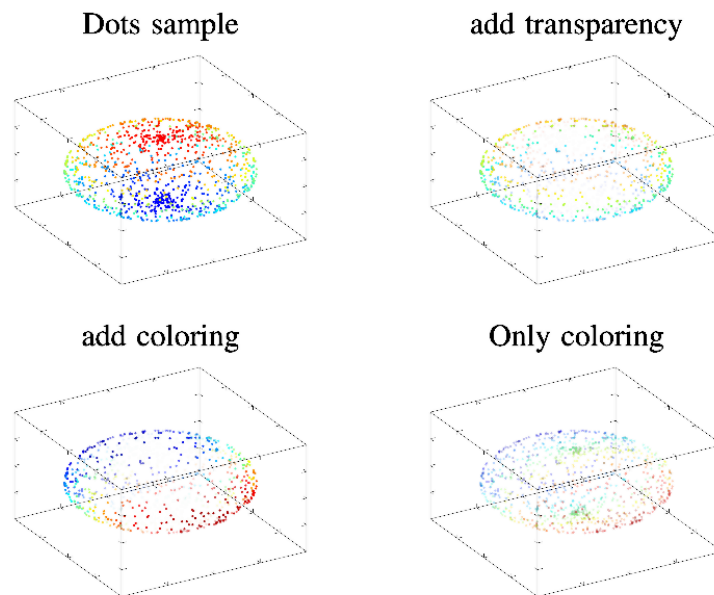 Dots sample
add transparency
add coloring
Only coloring